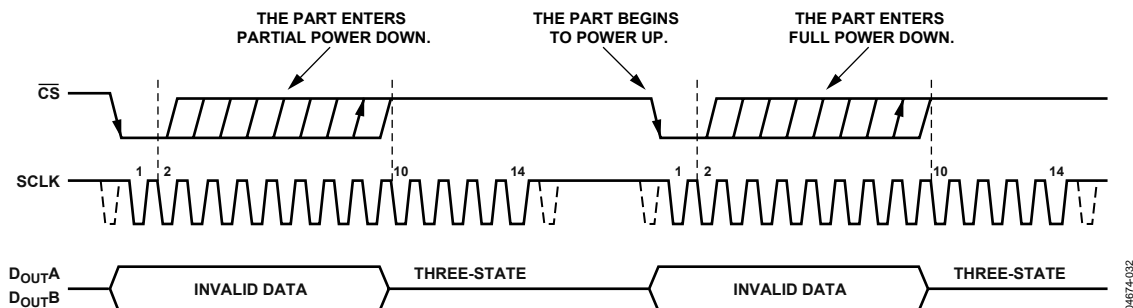 THE PART ENTERS
PARTIAL POWER DOWN.
THE PART BEGINS
TO POWER UP.
THE PART ENTERS
FULL POWER DOWN.
CS
SCLK
1 2 10 14 1 2 10 14
DOUTA
DOUTB
INVALID DATA THREE-STATE INVALID DATA THREE-STATE
04674-032